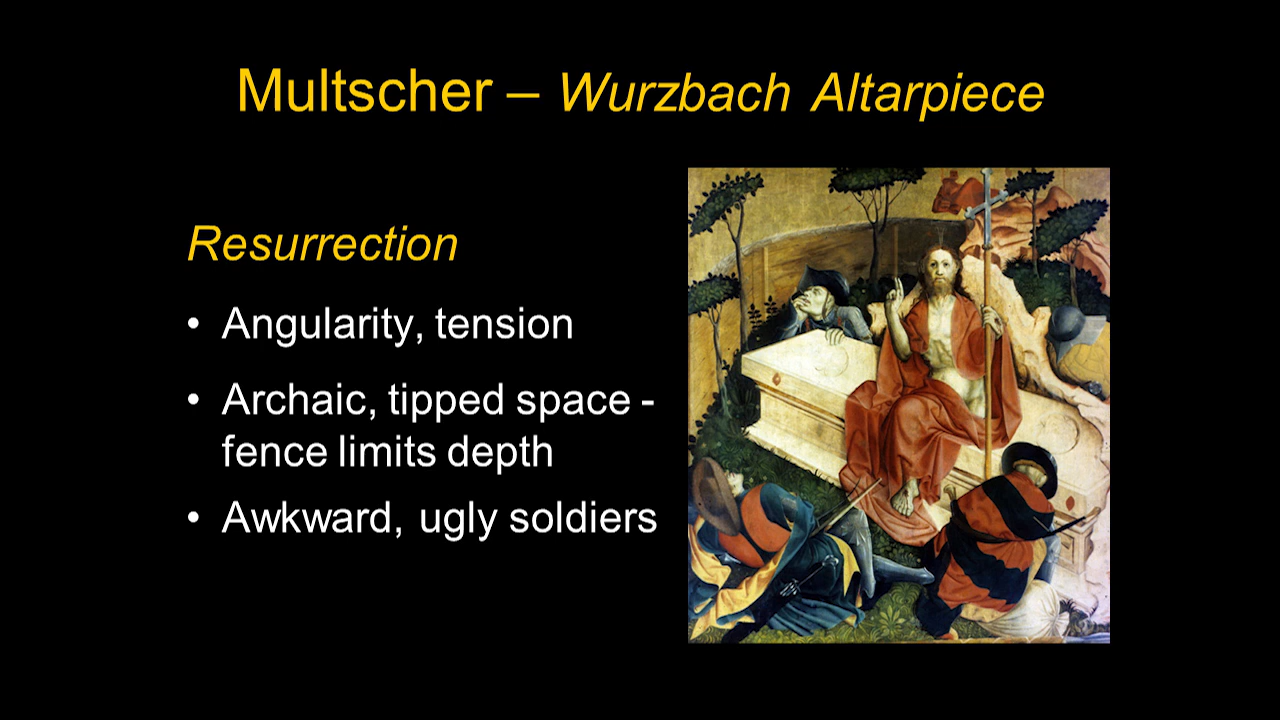 Multscher – Wurzbach Altarpiece
Resurrection
• Angularity, tension
• Archaic, tipped space -
fence limits depth
• Awkward, ugly soldiers